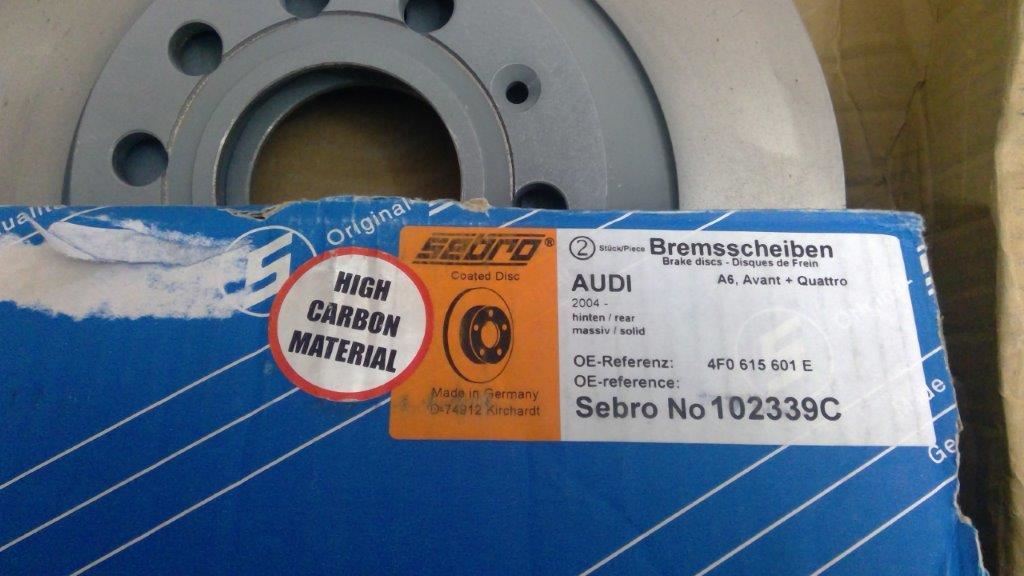 Original
HIGH
CARBON
MATERIAL
SEBRO®
Coated Disc
Made in Germany
D-74912 Kirchardt
2 Stück/Piece Bremsscheiben
Brake discs - Disques de Frein
AUDI A6, Avant + Quattro
2004 -
hinten / rear
massiv / solid
OE-Referenz: 4F0 615 601 E
OE-reference:
Sebro No 102339C